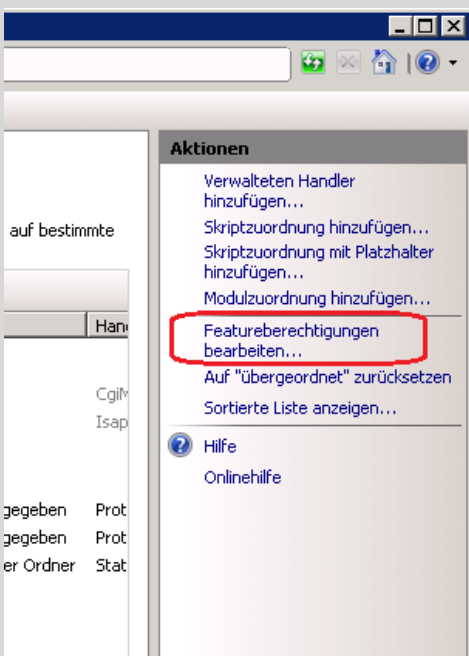 Aktionen
Verwalteten Handler
hinzufügen...
auf bestimmte
Skriptzuordnung hinzufügen...
Skriptzuordnung mit Platzhalter
hinzufügen...
Modulzuordnung hinzufügen...
Featureberechtigungen
bearbeiten...
Auf "übergeordnet" zurücksetzen
Sortierte Liste anzeigen...
Hilfe
Onlinehilfe
Han
CgiM
Isap
gegeben Prot
gegeben Prot
er Ordner Stat